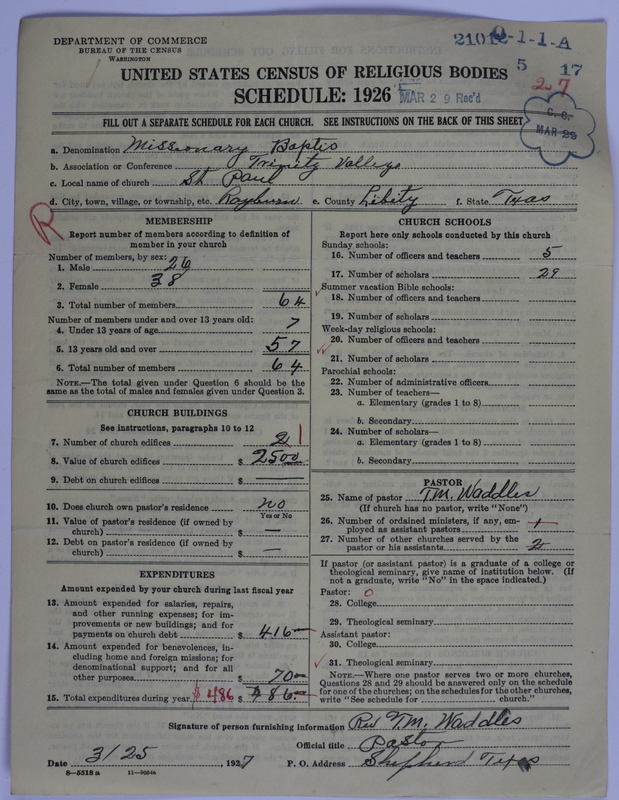 DEPARTMENT OF COMMERCE
BUREAU OF THE CENSUS
WASHINGTON
2101 -1-1-A
5 17
27
UNITED STATES CENSUS OF RELIGIOUS BODIES
SCHEDULE: 1926
MAR 29 Rec'd
FILL OUT A SEPARATE SCHEDULE FOR EACH CHURCH. SEE INSTRUCTIONS ON THE BACK OF THIS SHEET
C. C.
MAR
a. Denomination Missionary Baptis
b. Association or Conference Trinity Valley
c. Local name of church St Paul
d. City, town, village, or township, etc. Rayburn e. County Libety f. State Texas
R
MEMBERSHIP
Report number of members according to definition of
member in your church
Number of members, by sex:
1. Male 26
2. Female 38
3. Total number of members 64
Number of members under and over 13 years old:
4. Under 13 years of age 7
5. 13 years old and over 57
6. Total number of members 64
NOTE.—The total given under Question 6 should be the
same as the total of males and females given under Question 3.
CHURCH BUILDINGS
See instructions, paragraphs 10 to 12
7. Number of church edifices 2 1
8. Value of church edifices $ 2500
9. Debt on church edifices $ —
10. Does church own pastor's residence no
Yes or No
11. Value of pastor's residence (if owned by
church) $ —
12. Debt on pastor's residence (if owned by
church) $ —
EXPENDITURES
Amount expended by your church during last fiscal year
13. Amount expended for salaries, repairs,
and other running expenses; for im-
provements or new buildings; and for
payments on church debt $ 416—
14. Amount expended for benevolences, in-
cluding home and foreign missions; for
denominational support; and for all
other purposes $ 70—
15. Total expenditures during year $486 $ 86—
CHURCH SCHOOLS
Report here only schools conducted by this church
Sunday schools:
16. Number of officers and teachers 5
17. Number of scholars 29
Summer vacation Bible schools:
18. Number of officers and teachers
19. Number of scholars
Week-day religious schools:
20. Number of officers and teachers
21. Number of scholars
Parochial schools:
22. Number of administrative officers
23. Number of teachers—
a. Elementary (grades 1 to 8)
b. Secondary
24. Number of scholars—
a. Elementary (grades 1 to 8)
b. Secondary
PASTOR
25. Name of pastor T.M. Waddles
(If church has no pastor, write "None")
26. Number of ordained ministers, if any, em-
ployed as assistant pastors 1
27. Number of other churches served by the
pastor or his assistants 2
If pastor (or assistant pastor) is a graduate of a college or
theological seminary, give name of institution below. (If
not a graduate, write "No" in the space indicated.)
Pastor: 0
28. College
29. Theological seminary
Assistant pastor:
30. College
31. Theological seminary
NOTE.—Where one pastor serves two or more churches,
Questions 28 and 29 should be answered only on the schedule
for one of the churches; on the schedules for the other churches,
write "See schedule for church."
Signature of person furnishing information Rev T.M. Waddles
Official title Pastor
Date 3/25, 1927 P. O. Address Shepherd Texas
8—5518 a 11—9264a